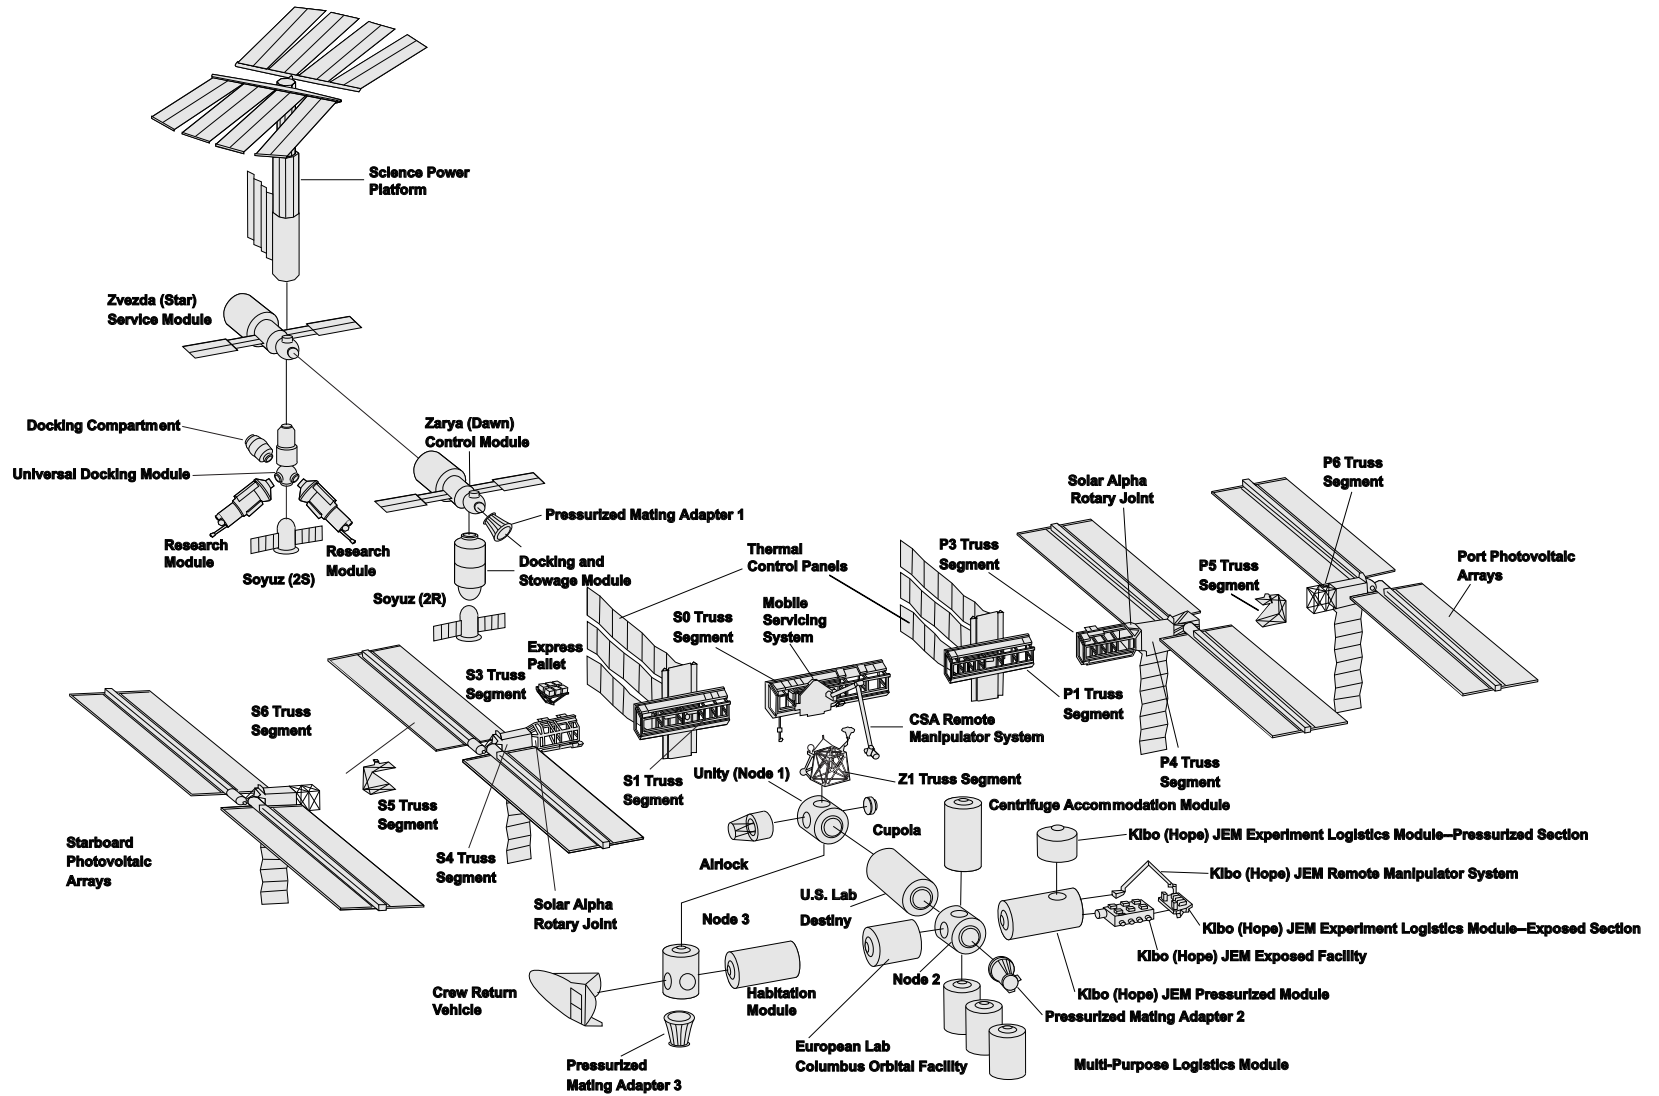 Science Power
Platform
Zvezda (Star)
Service Module
Docking Compartment
Universal Docking Module
Research
Module
Soyuz (2S)
Research
Module
Zarya (Dawn)
Control Module
Pressurized Mating Adapter 1
Docking and
Stowage Module
Soyuz (2R)
Thermal
Control Panels
Express
Pallet
S3 Truss
Segment
S0 Truss
Segment
Mobile
Servicing
System
P3 Truss
Segment
Solar Alpha
Rotary Joint
P5 Truss
Segment
P6 Truss
Segment
Port Photovoltaic
Arrays
P1 Truss
Segment
P4 Truss
Segment
CSA Remote
Manipulator System
S6 Truss
Segment
S5 Truss
Segment
S4 Truss
Segment
Solar Alpha
Rotary Joint
Starboard
Photovoltaic
Arrays
S1 Truss
Segment
Unity (Node 1)
Z1 Truss Segment
Cupola
Airlock
Centrifuge Accommodation Module
Kibo (Hope) JEM Experiment Logistics Module–Pressurized Section
Kibo (Hope) JEM Remote Manipulator System
Kibo (Hope) JEM Experiment Logistics Module–Exposed Section
Kibo (Hope) JEM Exposed Facility
Kibo (Hope) JEM Pressurized Module
Pressurized Mating Adapter 2
U.S. Lab
Destiny
Node 3
Node 2
Crew Return
Vehicle
Habitation
Module
Pressurized
Mating Adapter 3
European Lab
Columbus Orbital Facility
Multi-Purpose Logistics Module